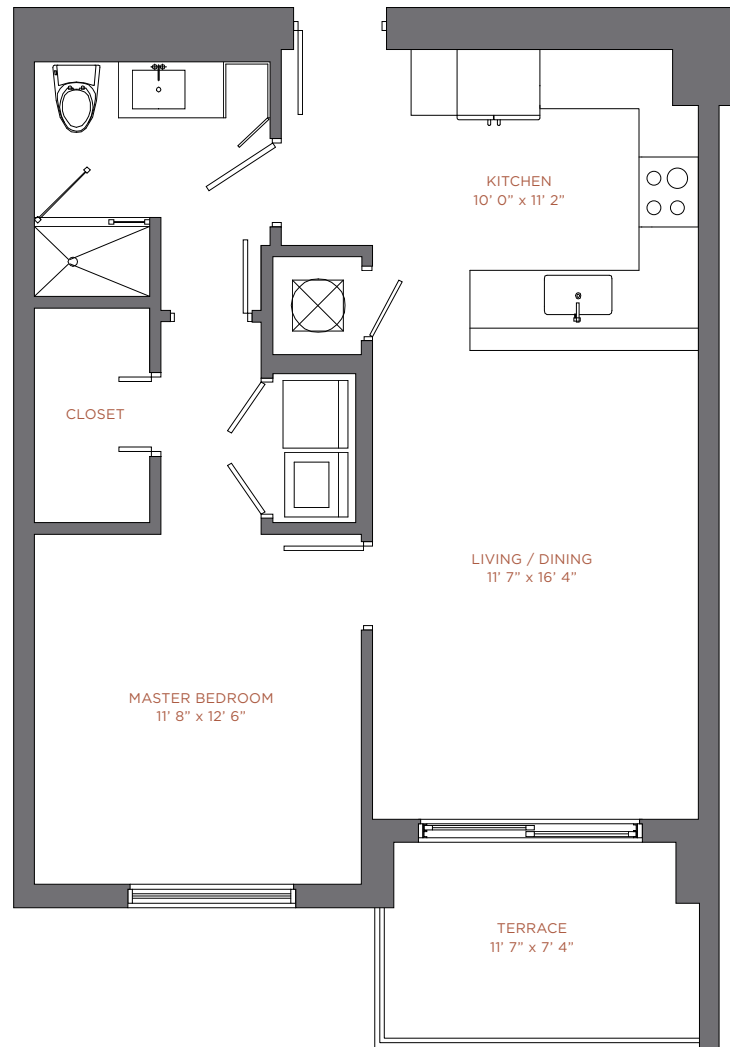 KITCHEN
10’ 0” x 11’ 2”
CLOSET
LIVING / DINING
11’ 7” x 16’ 4”
MASTER BEDROOM
11’ 8” x 12’ 6”
TERRACE
11’ 7” x 7’ 4”